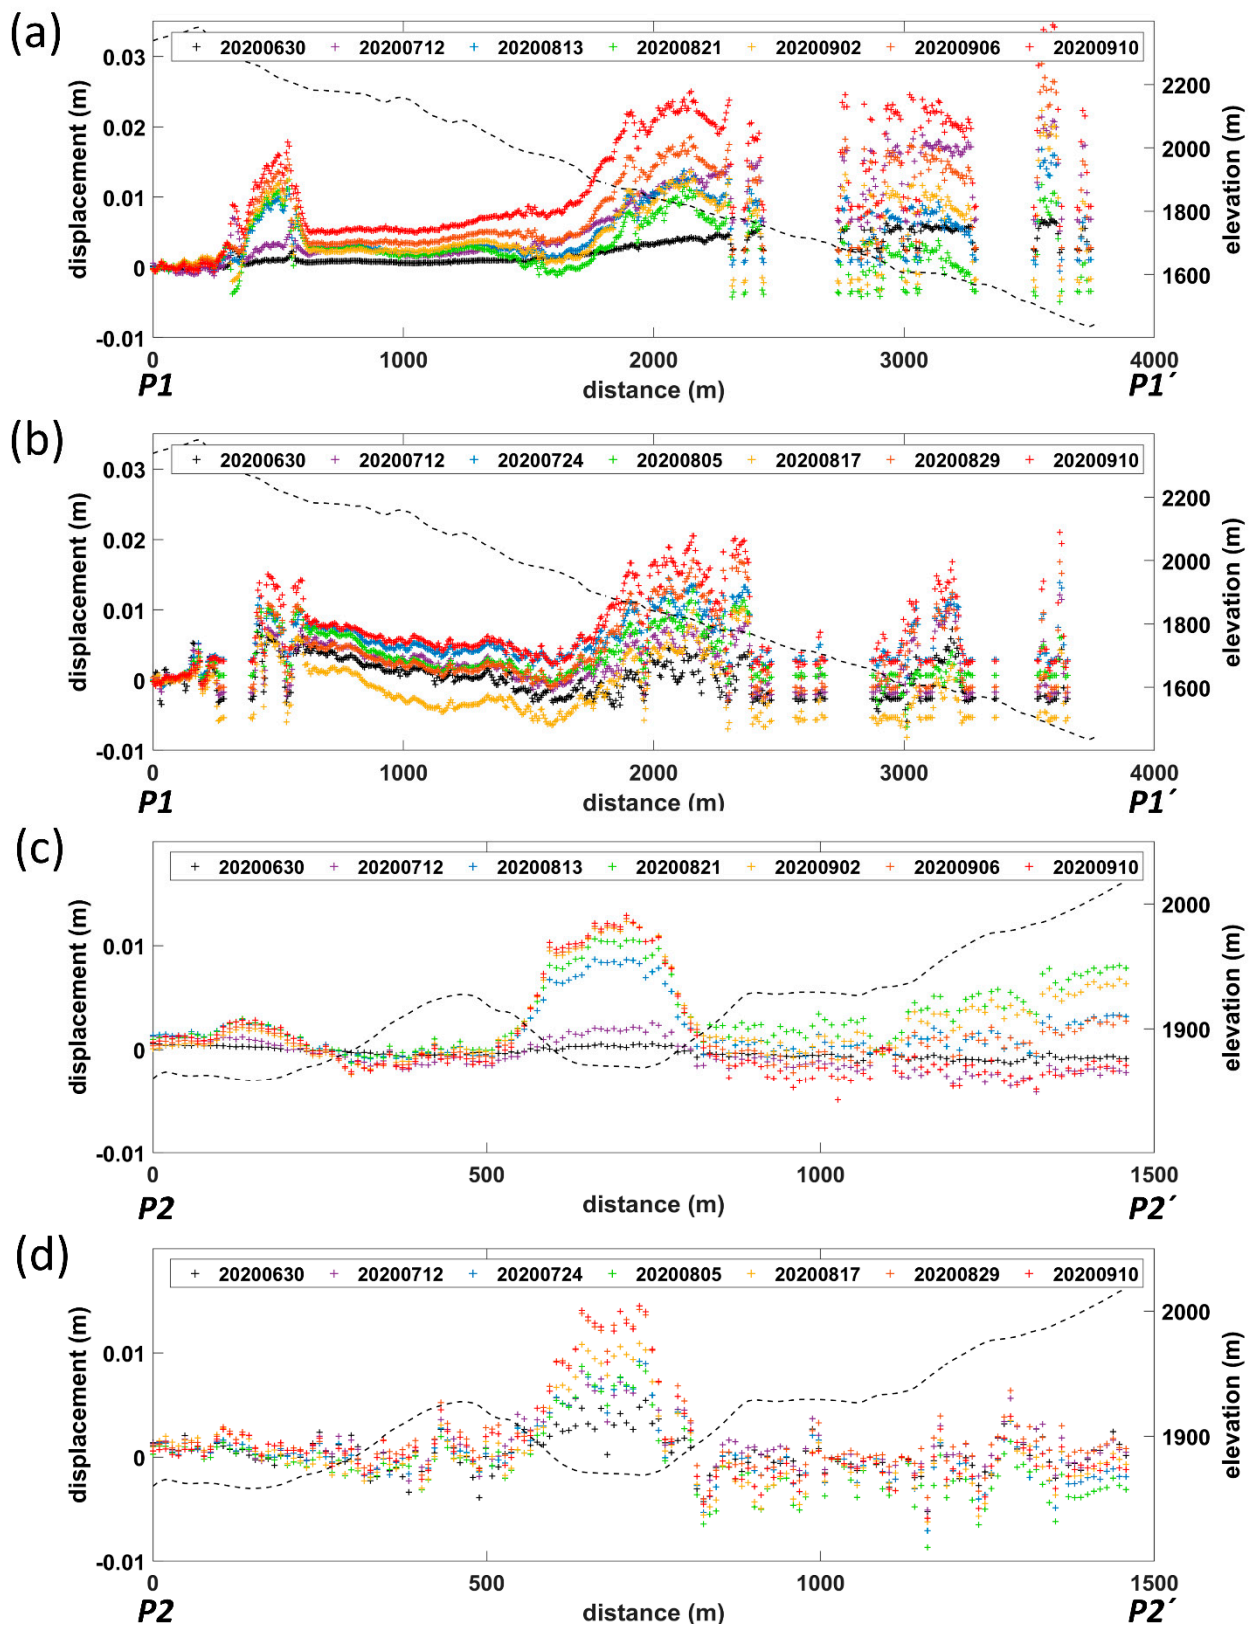 (a)
20200630 20200712 20200813 20200821 20200902 20200906 20200910
0.03
0.02
0.01
0
-0.01
displacement (m)
2200
2000
1800
1600
elevation (m)
0 1000 2000 3000 4000
P1 distance (m) P1´
(b)
20200630 20200712 20200724 20200805 20200817 20200829 20200910
0.03
0.02
0.01
0
-0.01
displacement (m)
2200
2000
1800
1600
elevation (m)
0 1000 2000 3000 4000
P1 distance (m) P1´
(c)
20200630 20200712 20200813 20200821 20200902 20200906 20200910
0.01
0
-0.01
displacement (m)
2000
1900
elevation (m)
0 500 1000 1500
P2 distance (m) P2´
(d)
20200630 20200712 20200724 20200805 20200817 20200829 20200910
0.01
0
-0.01
displacement (m)
2000
1900
elevation (m)
0 500 1000 1500
P2 distance (m) P2´